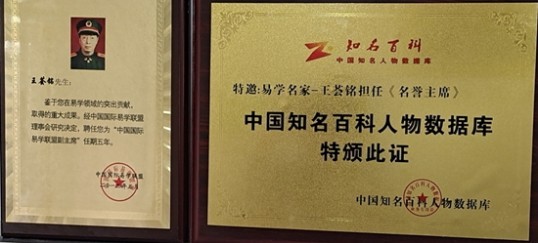 王荟铭先生:
鉴于您在易学领域的突出贡献,
取得的重大成果。经中国国际易学联盟
理事会研究决定, 聘任您为“中国国际
易学联盟副主席”任期五年。
知名百科
中国知名人物数据库
特邀:易学名家-王荟铭担任《名誉主席》
中国知名百科人物数据库
特颁此证
中国知名百科人物数据库